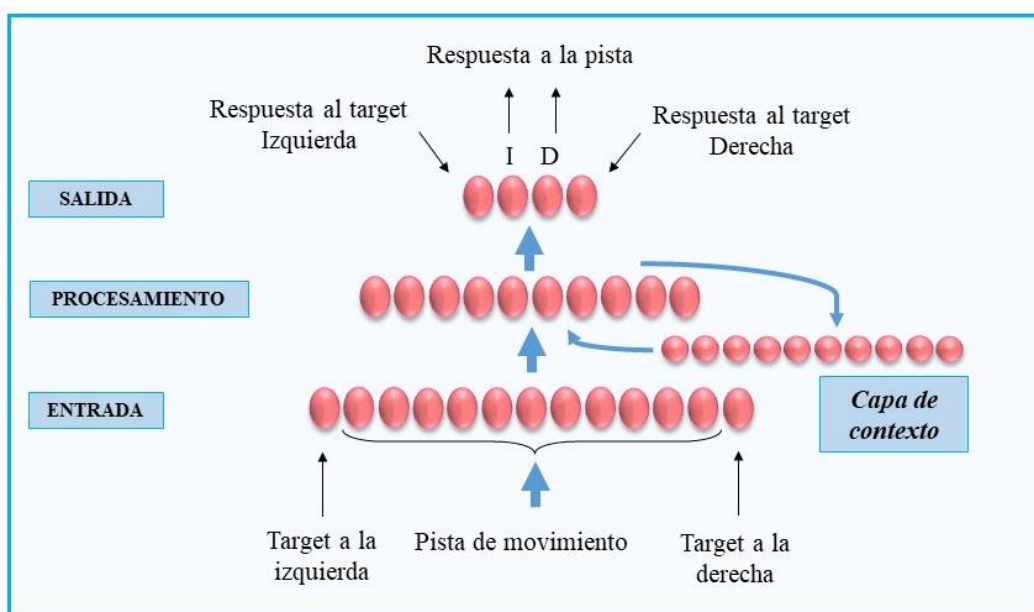 Respuesta a la pista
Respuesta al target
Izquierda
Respuesta al target
Derecha
I D
SALIDA
PROCESAMIENTO
ENTRADA
Capa de
contexto
Target a la
izquierda
Pista de movimiento
Target a la
derecha